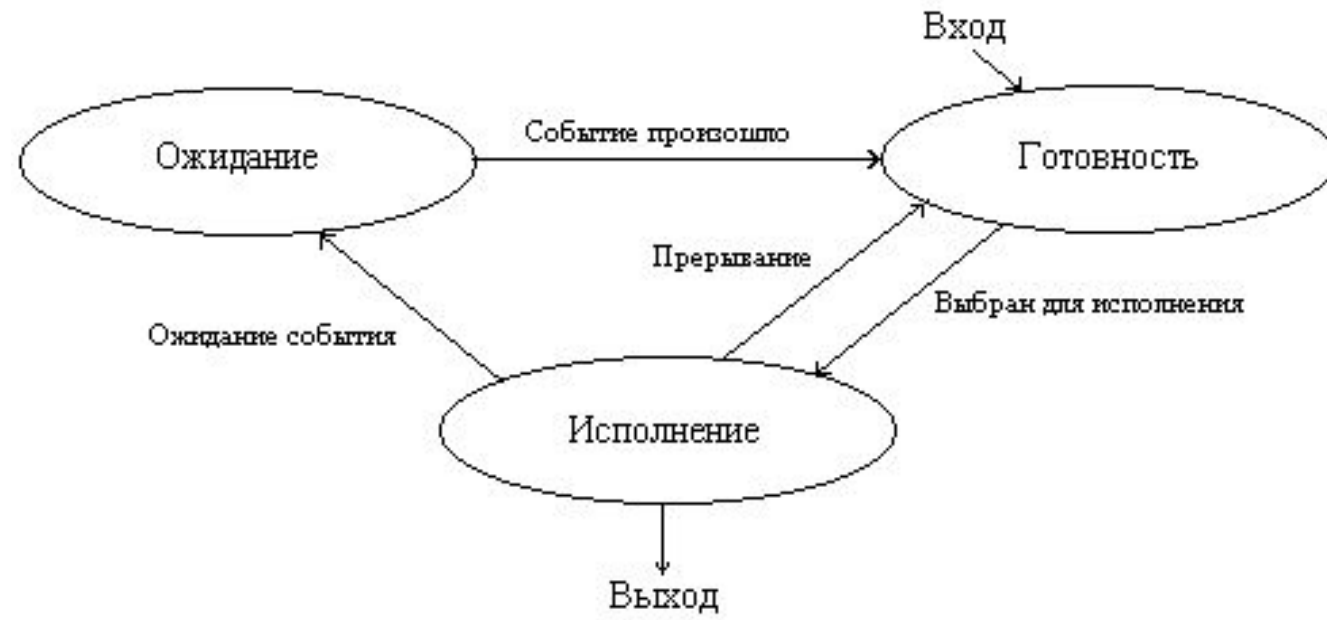 Вход
Событие произошло
Ожидание
Готовность
Прерывание
Выбран для исполнения
Ожидание события
Исполнение
Выход